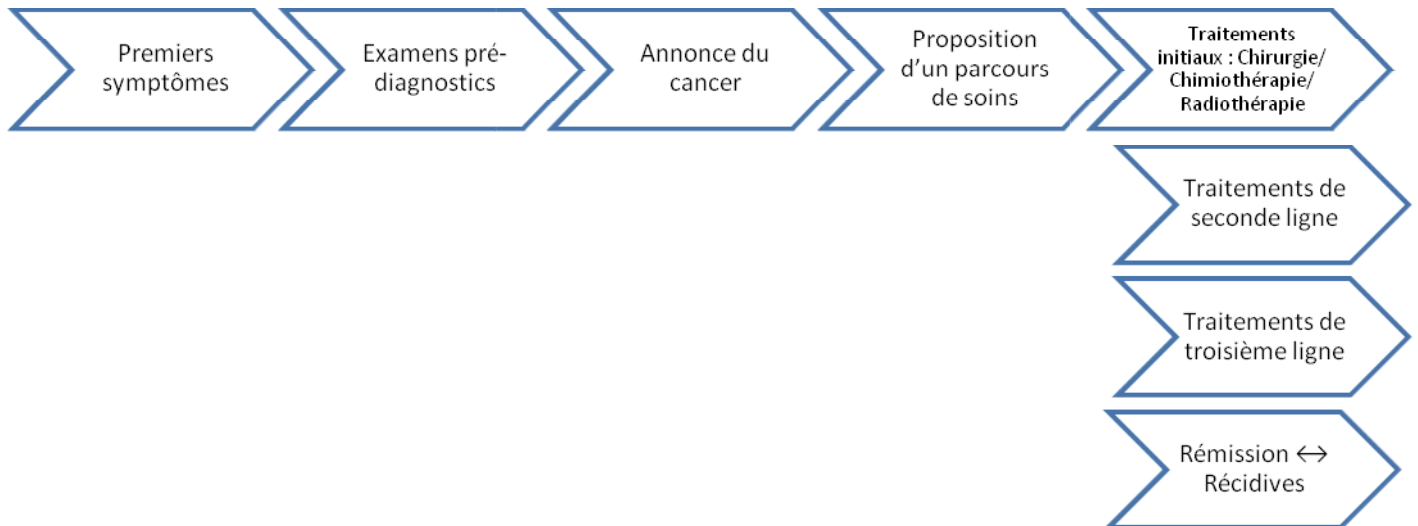 Premiers
symptômes
Examens pré-
diagnostics
Annonce du
cancer
Proposition
d'un parcours
de soins
Traitements
initiaux : Chirurgie/
Chimiothérapie/
Radiothérapie
Traitements de
seconde ligne
Traitements de
troisième ligne
Rémission ↔
Récidives